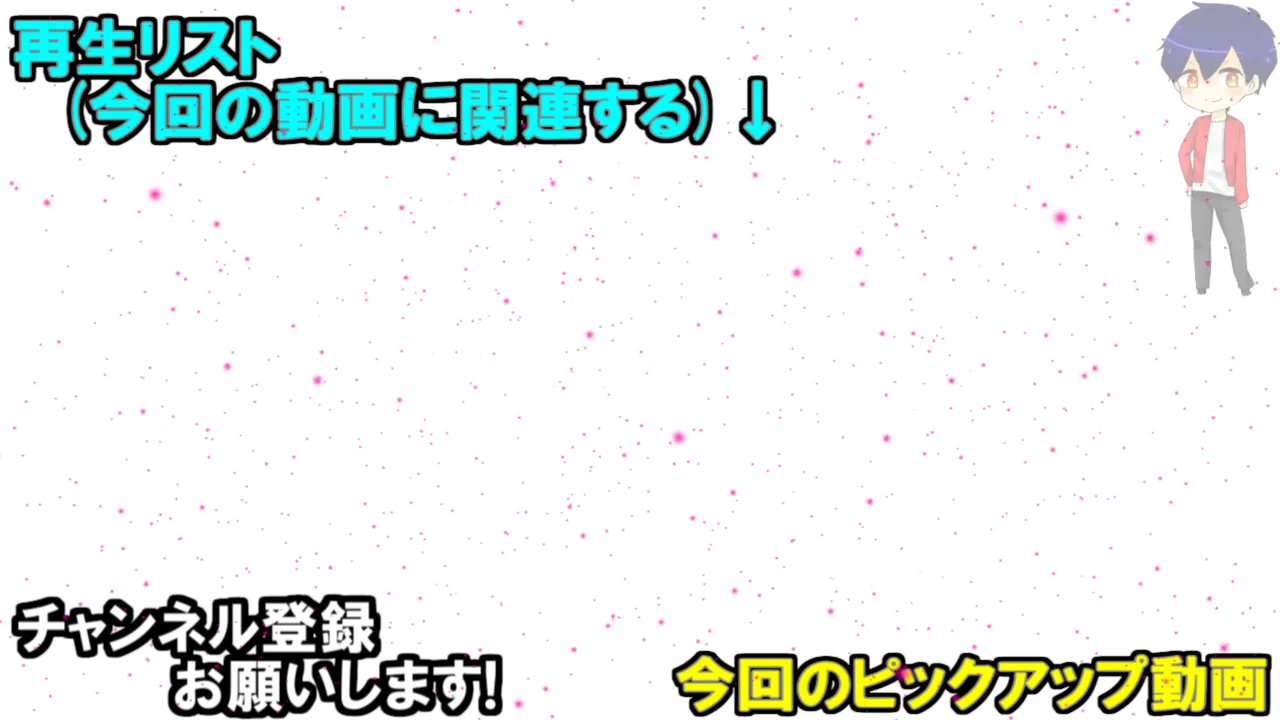 再生リスト
(今回の動画に関連する)↓
チャンネル登録
お願いします!
今回のピックアップ動画